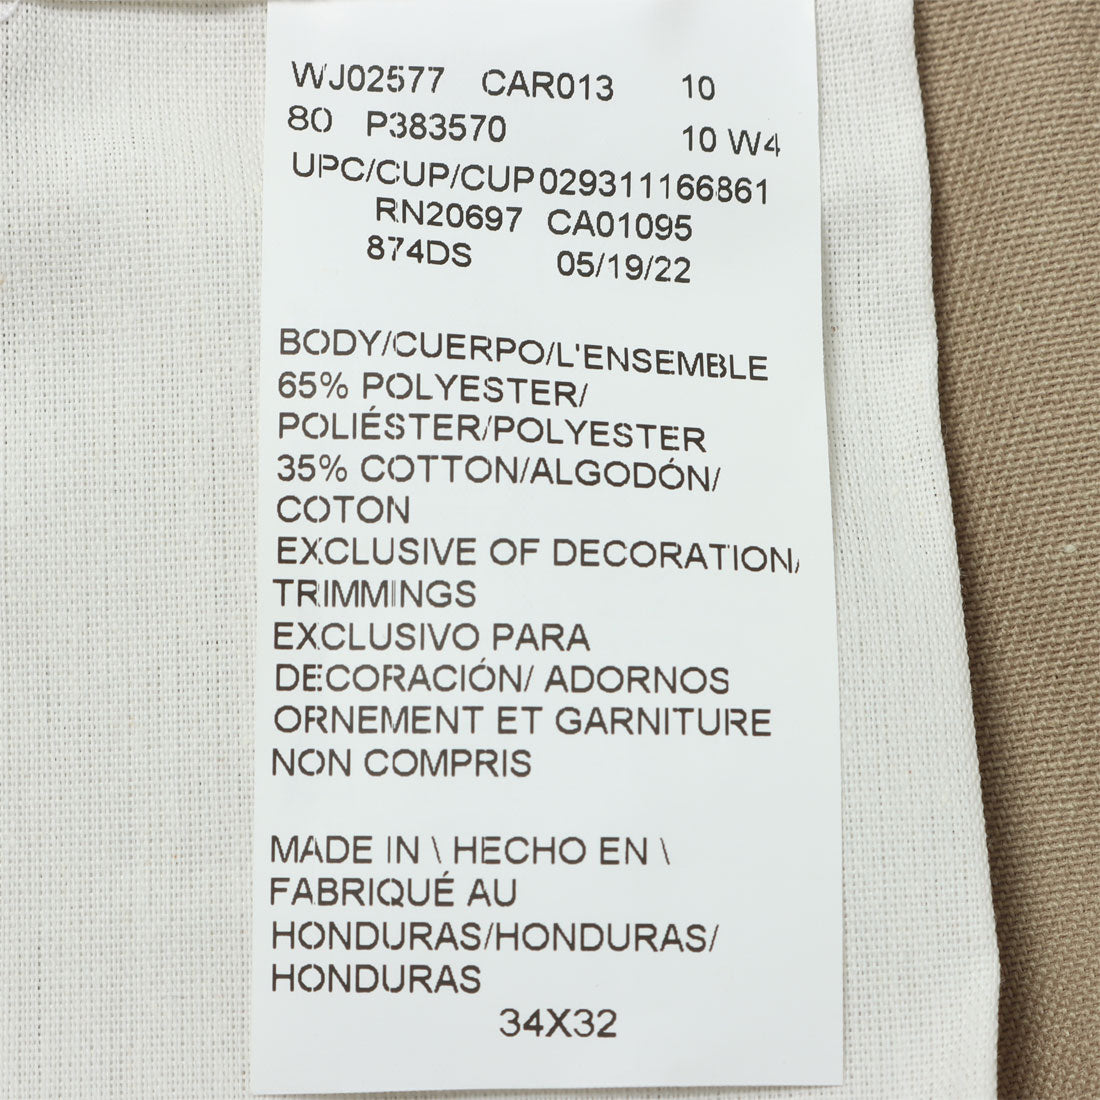 WJ02577 CAR013 10
80 P383570 10 W4
UPC/CUP/CUP 029311166861
RN20697 CA01095
874DS 05/19/22
BODY/CUERPO/L'ENSEMBLE
65% POLYESTER/
POLIÉSTER/POLYESTER
35% COTTON/ALGODÓN/
COTON
EXCLUSIVE OF DECORATION/
TRIMMINGS
EXCLUSIVO PARA
DECORACIÓN/ ADORNOS
ORNEMENT ET GARNITURE
NON COMPRIS
MADE IN \ HECHO EN \
FABRIQUÉ AU
HONDURAS/HONDURAS/
HONDURAS
34X32